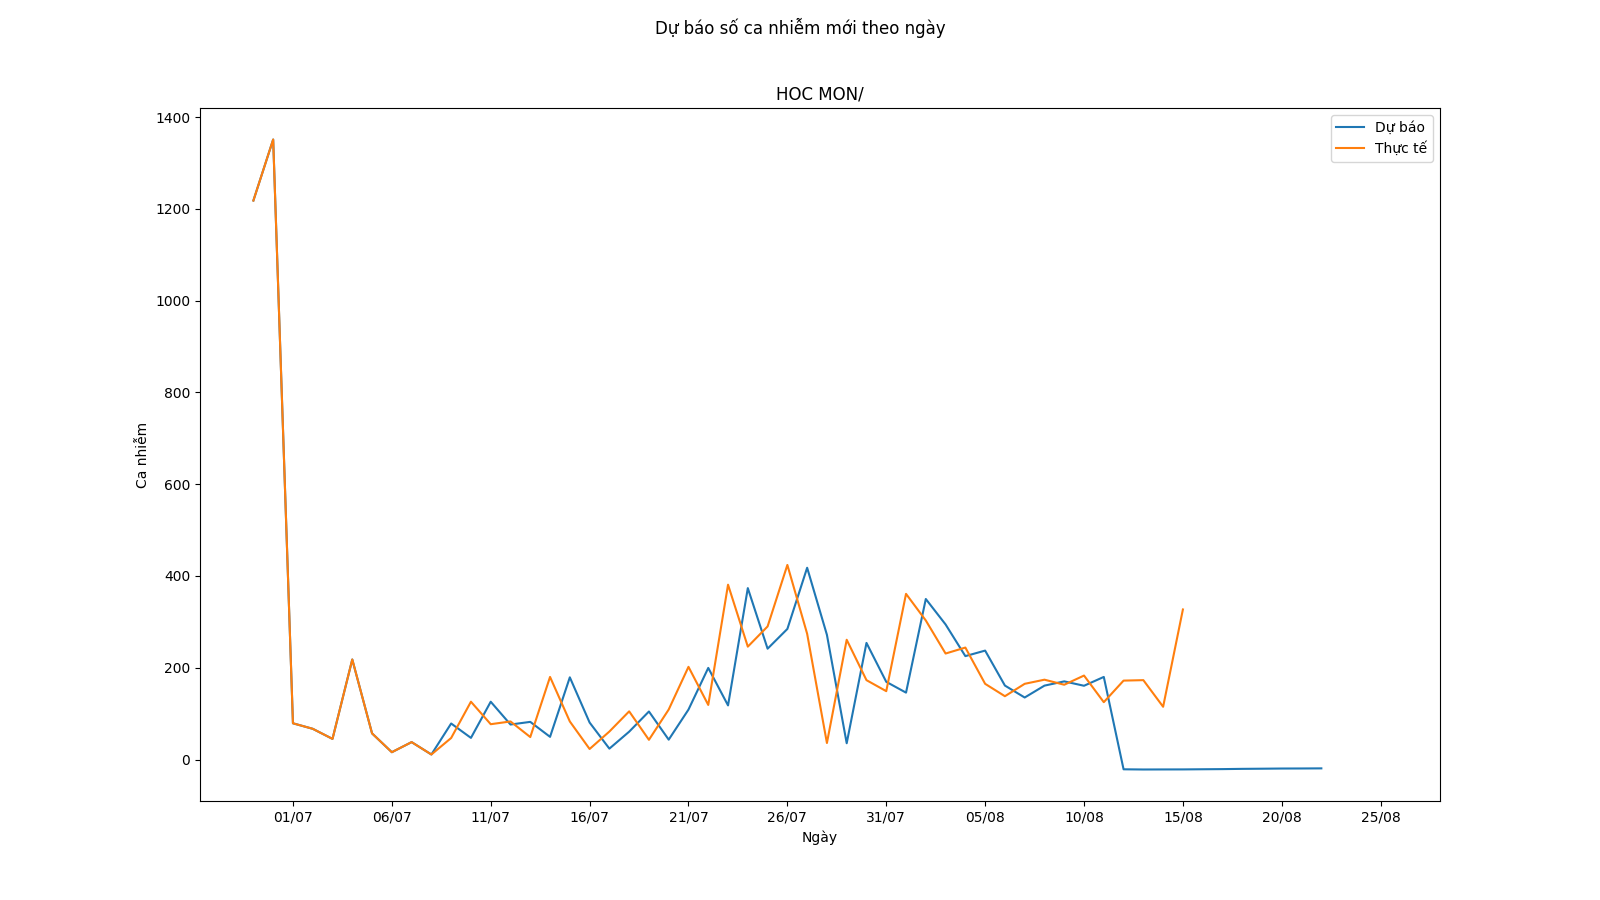 Dự báo số ca nhiễm mới theo ngày
HOC MON/
Dự báo
Thực tế
1400
1200
1000
800
600
400
200
0
Ca nhiễm
01/07 06/07 11/07 16/07 21/07 26/07 31/07 05/08 10/08 15/08 20/08 25/08
Ngày